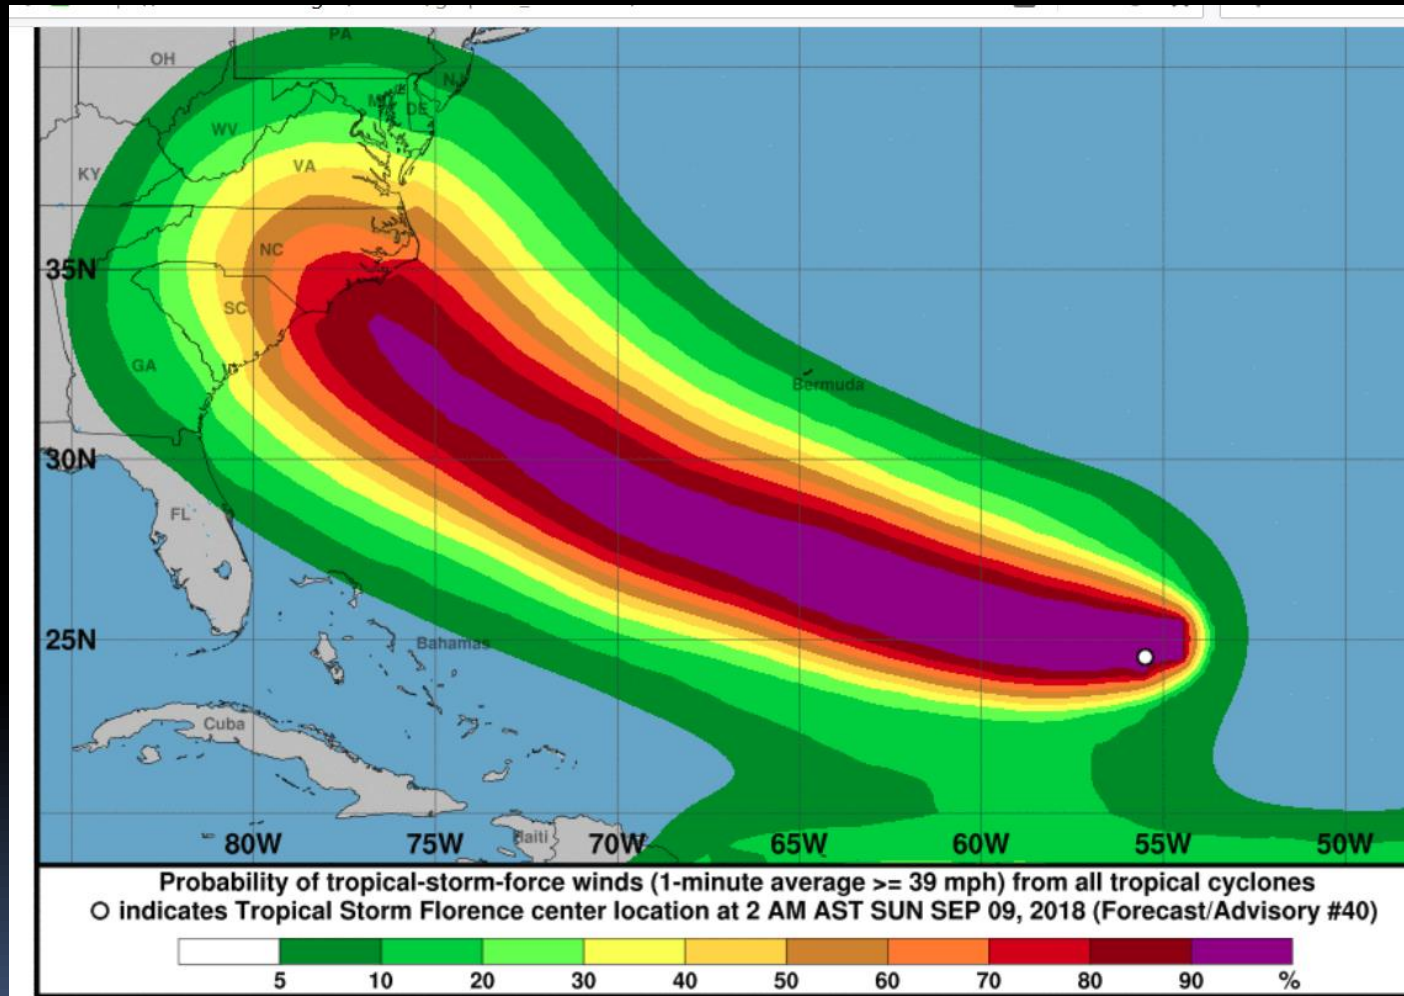 PA
OH
NJ
MD
DE
WV
VA
KY
NC
35N
SC
GA
Bermuda
30N
FL
25N
Bahamas
Cuba
Haiti
80W
75W
70W
65W
60W
55W
50W
Probability of tropical-storm-force winds (1-minute average >= 39 mph) from all tropical cyclones
O indicates Tropical Storm Florence center location at 2 AM AST SUN SEP 09, 2018 (Forecast/Advisory #40)
5 10 20 30 40 50 60 70 80 90 %